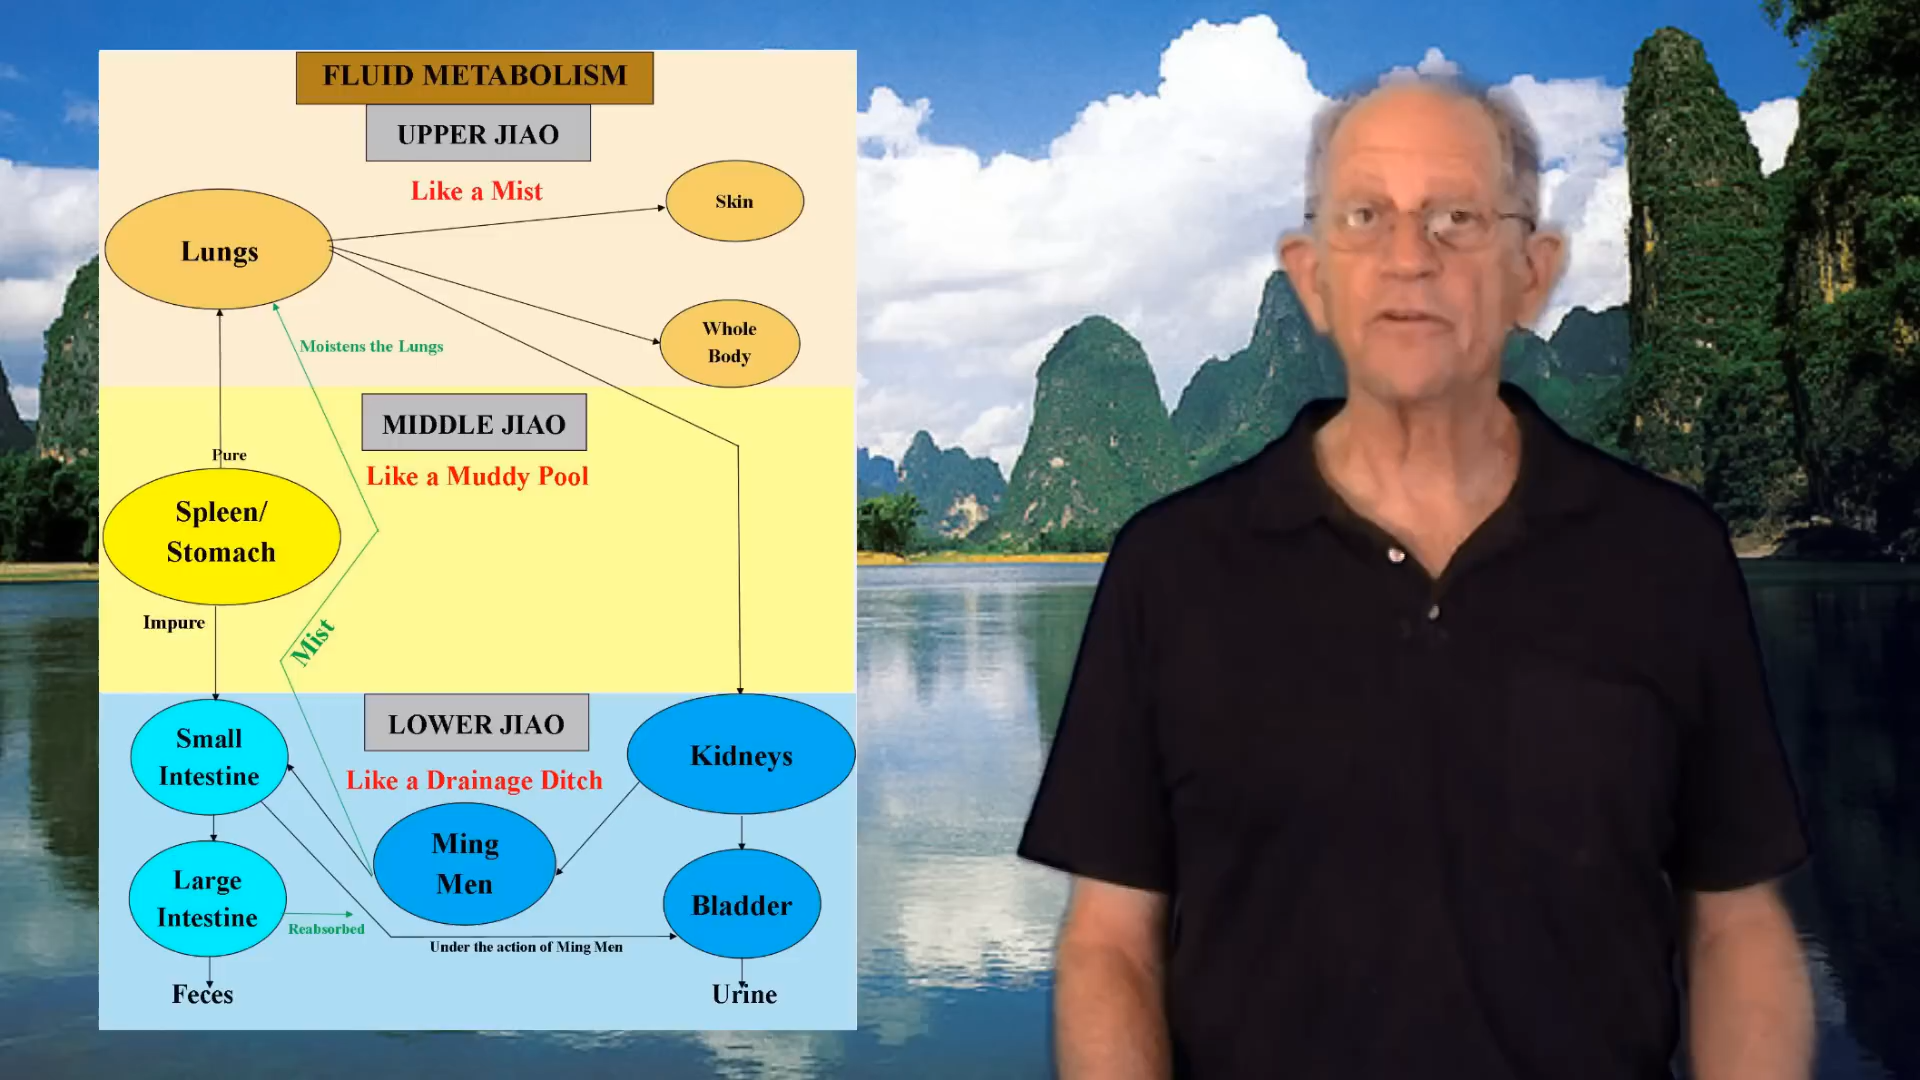 FLUID METABOLISM
UPPER JIAO
Like a Mist
Skin
Lungs
Whole
Body
Moistens the Lungs
MIDDLE JIAO
Like a Muddy Pool
Pure
Spleen/
Stomach
Impure
Mist
LOWER JIAO
Like a Drainage Ditch
Small
Intestine
Kidneys
Ming
Men
Large
Intestine
Bladder
Reabsorbed
Under the action of Ming Men
Feces
Urine